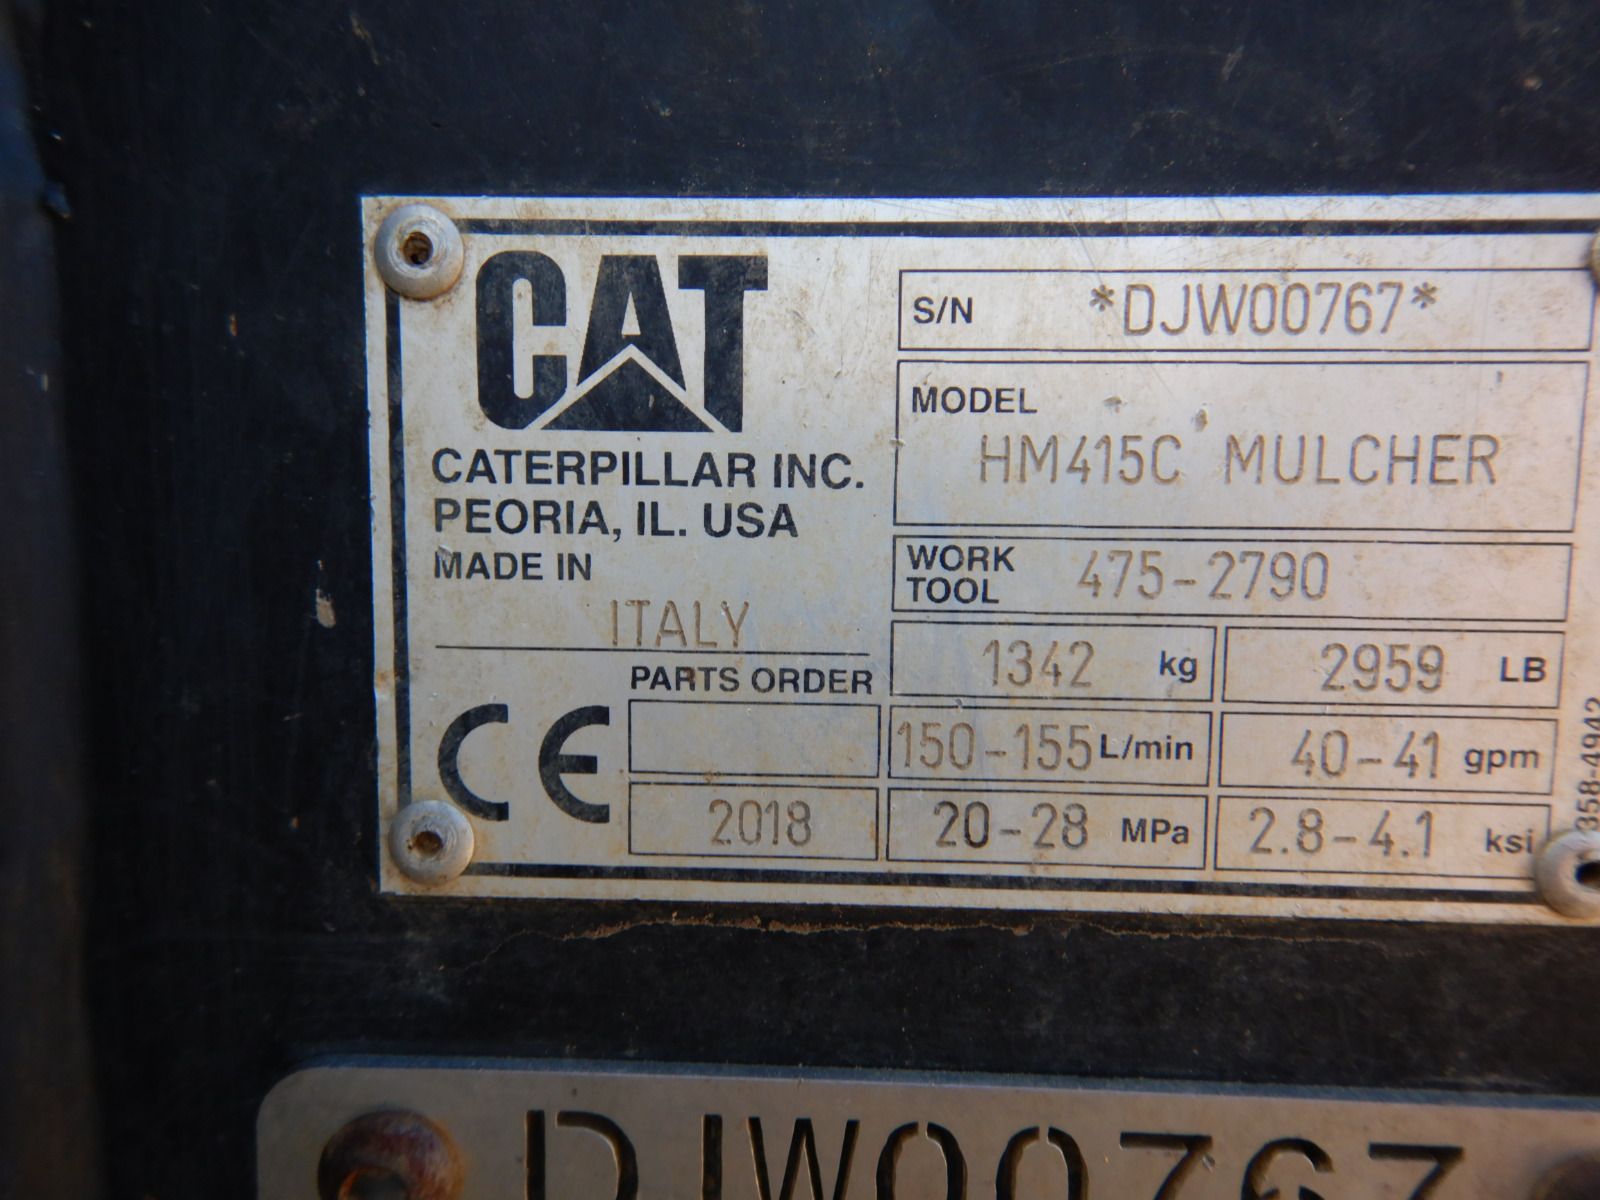 CAT
CATERPILLAR INC.
PEORIA, IL. USA
MADE IN
ITALY
PARTS ORDER
CE
2018
S/N *DJW00767*
MODEL
HM415C MULCHER
WORK TOOL 475-2790
1342 kg 2959 LB
150-155 L/min 40-41 gpm
20-28 MPa 2.8-4.1 ksi
358-4942
DJW00767